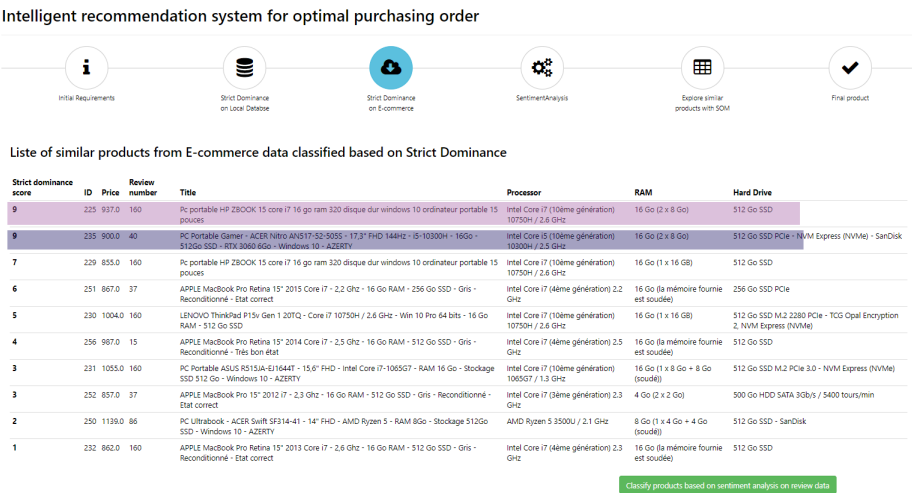 Intelligent recommendation system for optimal purchasing order
Initial Requirements
Strict Dominance
on Local Databse
Strict Dominance
on E-commerce
SentimentAnalysis
Explore similar
products with SOM
Final product
Liste of similar products from E-commerce data classified based on Strict Dominance
Strict dominance score ID Price Review number Title Processor RAM Hard Drive
9 225 937.0 160 Pc portable HP ZBOOK 15 core i7 16 go ram 320 disque dur windows 10 ordinateur portable 15 Intel Core i7 (10ème génération) 16 Go (2 x 8 Go) 512 Go SSD
pouces 10750H / 2.6 GHz
9 235 900.0 40 PC Portable Gamer - ACER Nitro AN517-52-505S - 17,3" FHD 144Hz - i5-10300H - 16Go - Intel Core i5 (10ème génération) 16 Go (2 x 8 Go) 512 Go SSD PCIe - NVM Express (NVMe) - SanDisk
512Go SSD - RTX 3060 6Go - Windows 10 - AZERTY 10300H / 2.5 GHz
7 229 855.0 160 Pc portable HP ZBOOK 15 core i7 16 go ram 320 disque dur windows 10 ordinateur portable 15 Intel Core i7 (10ème génération) 16 Go (1 x 16 GB) 512 Go SSD
pouces 10750H / 2.6 GHz
6 251 867.0 37 APPLE MacBook Pro Retina 15" 2015 Core i7 - 2,2 Ghz - 16 Go RAM - 256 Go SSD - Gris - Intel Core i7 (4ème génération) 2.2 16 Go (la mémoire fournie 256 Go SSD PCIe
Reconditionné - Etat correct GHz est soudée)
5 230 1004.0 160 LENOVO ThinkPad P15v Gen 1 20TQ - Core i7 10750H / 2.6 GHz - Win 10 Pro 64 bits - 16 Go Intel Core i7 (10ème génération) 16 Go (1 x 16 GB) 512 Go SSD M.2 2280 PCIe - TCG Opal Encryption
RAM - 512 Go SSD 10750H / 2.6 GHz 2, NVM Express (NVMe)
4 256 987.0 15 APPLE MacBook Pro Retina 15" 2014 Core i7 - 2,5 Ghz - 16 Go RAM - 512 Go SSD - Gris - Intel Core i7 (4ème génération) 2.5 16 Go (la mémoire fournie 512 Go SSD
Reconditionné - Très bon état GHz est soudée)
3 231 1055.0 160 PC Portable ASUS R515JA-EJ1644T - 15,6" FHD - Intel Core i7-1065G7 - RAM 16 Go - Stockage Intel Core i7 (10ème génération) 16 Go (1 x 8 Go + 8 Go 512 Go SSD M.2 PCIe 3.0 - NVM Express (NVMe)
SSD 512 Go - Windows 10 - AZERTY 1065G7 / 1.3 GHz (soudé))
3 252 857.0 37 APPLE MacBook Pro 15" 2012 i7 - 2,3 Ghz - 16 Go RAM - 512 Go SSD - Gris - Reconditionné - Intel Core i7 (3ème génération) 2.3 4 Go (2 x 2 Go) 500 Go HDD SATA 3Gb/s / 5400 tours/min
Etat correct GHz
2 250 1139.0 86 PC Ultrabook - ACER Swift SF314-41 - 14" FHD - AMD Ryzen 5 - RAM 8Go - Stockage 512Go AMD Ryzen 5 3500U / 2.1 GHz 8 Go (1 x 4 Go + 4 Go 512 Go SSD - SanDisk
SSD - Windows 10 - AZERTY (soudé))
1 232 862.0 160 APPLE MacBook Pro Retina 15" 2013 Core i7 - 2,6 Ghz - 16 Go RAM - 512 Go SSD - Gris - Intel Core i7 (4ème génération) 2.3 16 Go (la mémoire fournie 512 Go SSD
Reconditionné - Etat correct GHz est soudée)
Classify products based on sentiment analysis on review data